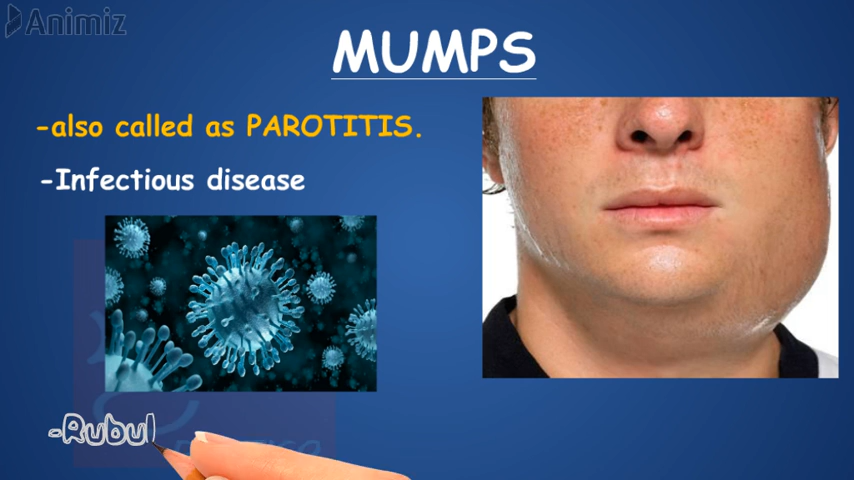 Animiz
MUMPS
-also called as PAROTITIS.
-Infectious disease
-Rubul